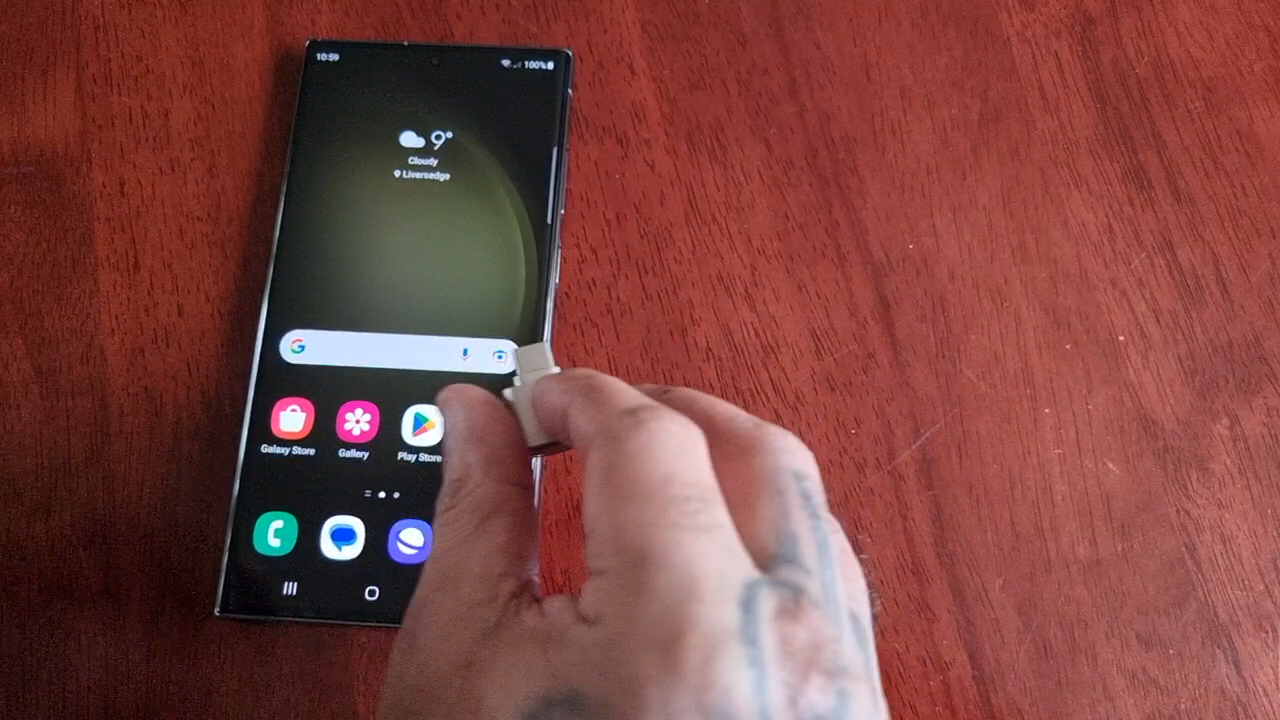 10:59
100%
9°
Cloudy
Liversedge
G
Galaxy Store
Gallery
Play Store